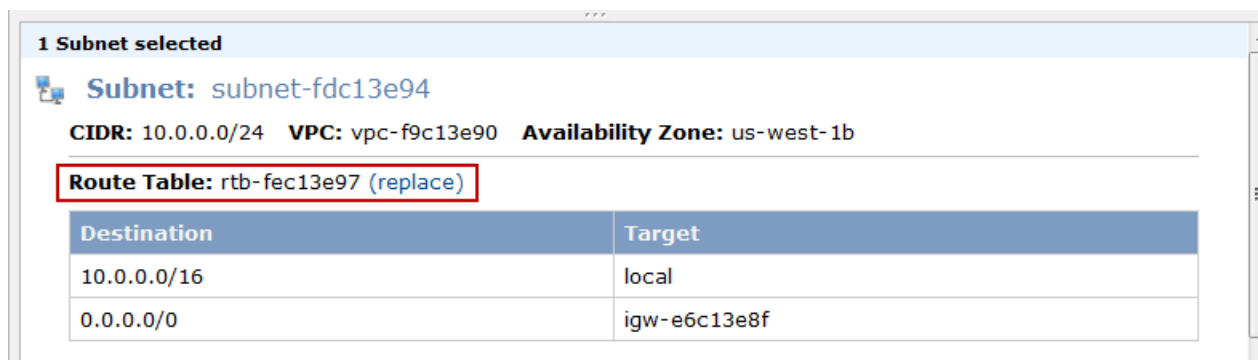 1 Subnet selected
Subnet: subnet-fdc13e94
CIDR: 10.0.0.0/24 VPC: vpc-f9c13e90 Availability Zone: us-west-1b
Route Table: rtb-fec13e97 (replace)
Destination Target
10.0.0.0/16 local
0.0.0.0/0 igw-e6c13e8f